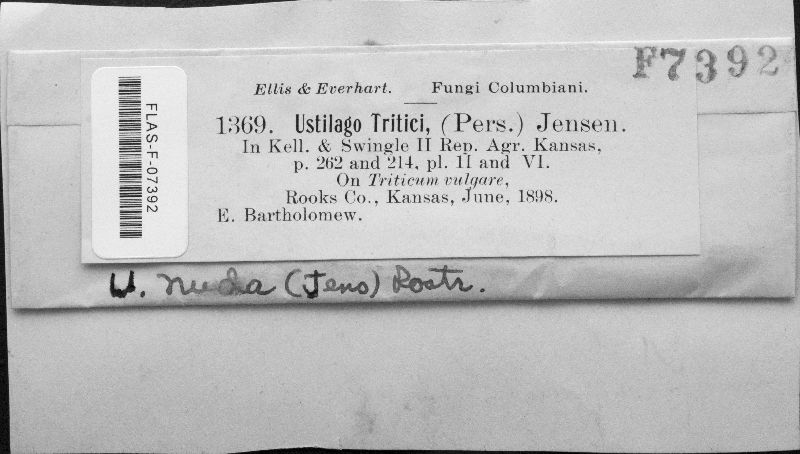 F7392
Ellis & Everhart. Fungi Columbiani.
1369. Ustilago Tritici, (Pers.) Jensen.
In Kell. & Swingle II Rep. Agr. Kansas,
p. 262 and 214, pl. II and VI.
On Triticum vulgare,
Rooks Co., Kansas, June, 1898.
E. Bartholomew.
FLAS-F-07392
U. nuda (Jens) Rostr.